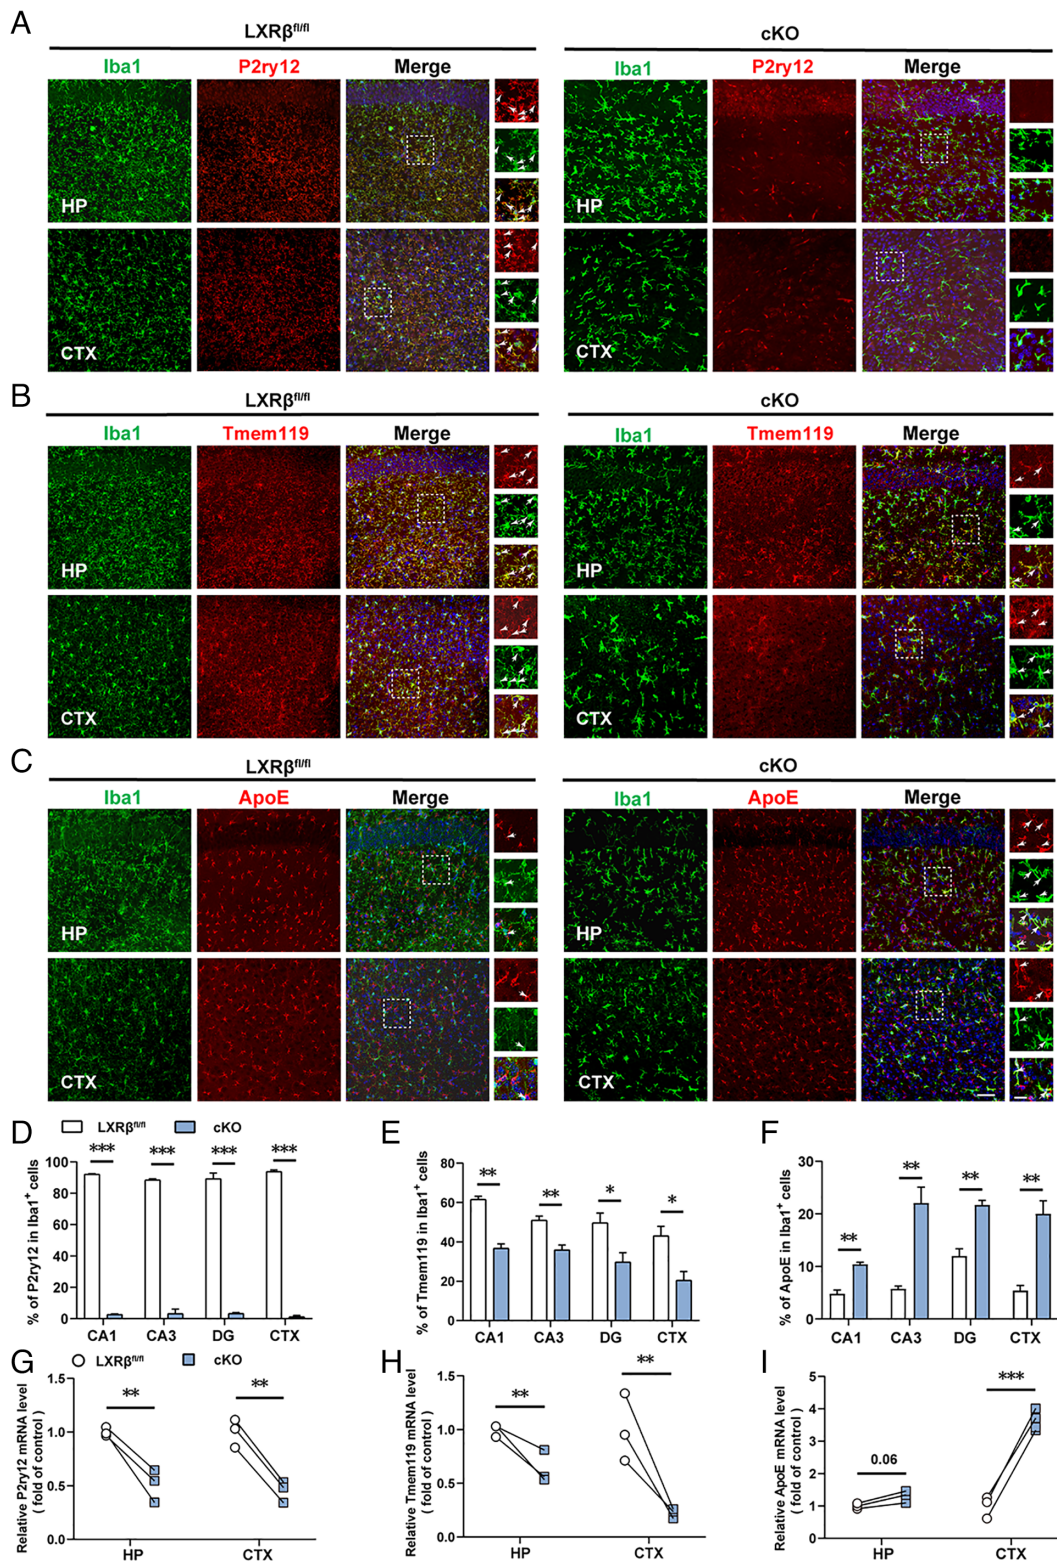 A
LXRβfl/fl
cKO
Iba1 P2ry12 Merge
Iba1 P2ry12 Merge
HP
CTX
B
LXRβfl/fl
cKO
Iba1 Tmem119 Merge
Iba1 Tmem119 Merge
HP
HP
CTX
CTX
C
LXRβfl/fl
cKO
Iba1 ApoE Merge
Iba1 ApoE Merge
HP
HP
CTX
CTX
D
LXRβfl/fl cKO
% of P2ry12 in Iba1+ cells
100
80
60
40
20
0
*** *** *** ***
CA1 CA3 DG CTX
E
% of Tmem119 in Iba1+ cells
80
60
40
20
0
** ** * *
CA1 CA3 DG CTX
F
% of ApoE in Iba1+ cells
30
20
10
0
** ** ** **
CA1 CA3 DG CTX
G
LXRβfl/fl cKO
Relative P2ry12 mRNA level
( fold of control )
1.5
1.0
0.5
0.0
** **
HP CTX
H
Relative Tmem119 mRNA level
( fold of control )
1.5
1.0
0.5
0.0
** **
HP CTX
I
Relative ApoE mRNA level
( fold of control )
5
4
3
2
1
0
0.06 ***
HP CTX